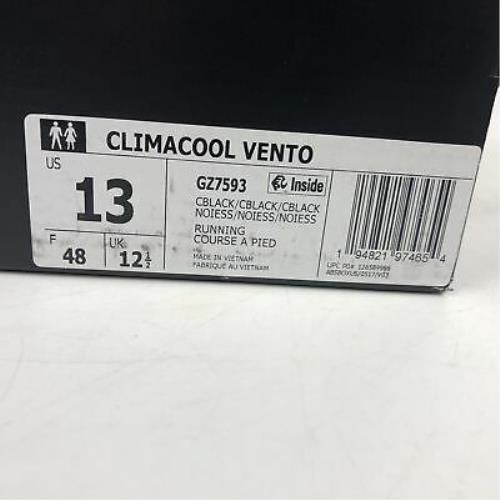 CLIMACOOL VENTO
US
13
F
48
UK
12½
GZ7593
Inside
CBLACK/CBLACK/CBLACK
NOIESS/NOIESS/NOIESS
RUNNING
COURSE A PIED
MADE IN VIETNAM
FABRIQUÉ AU VIETNAM
1 94821 97465 4